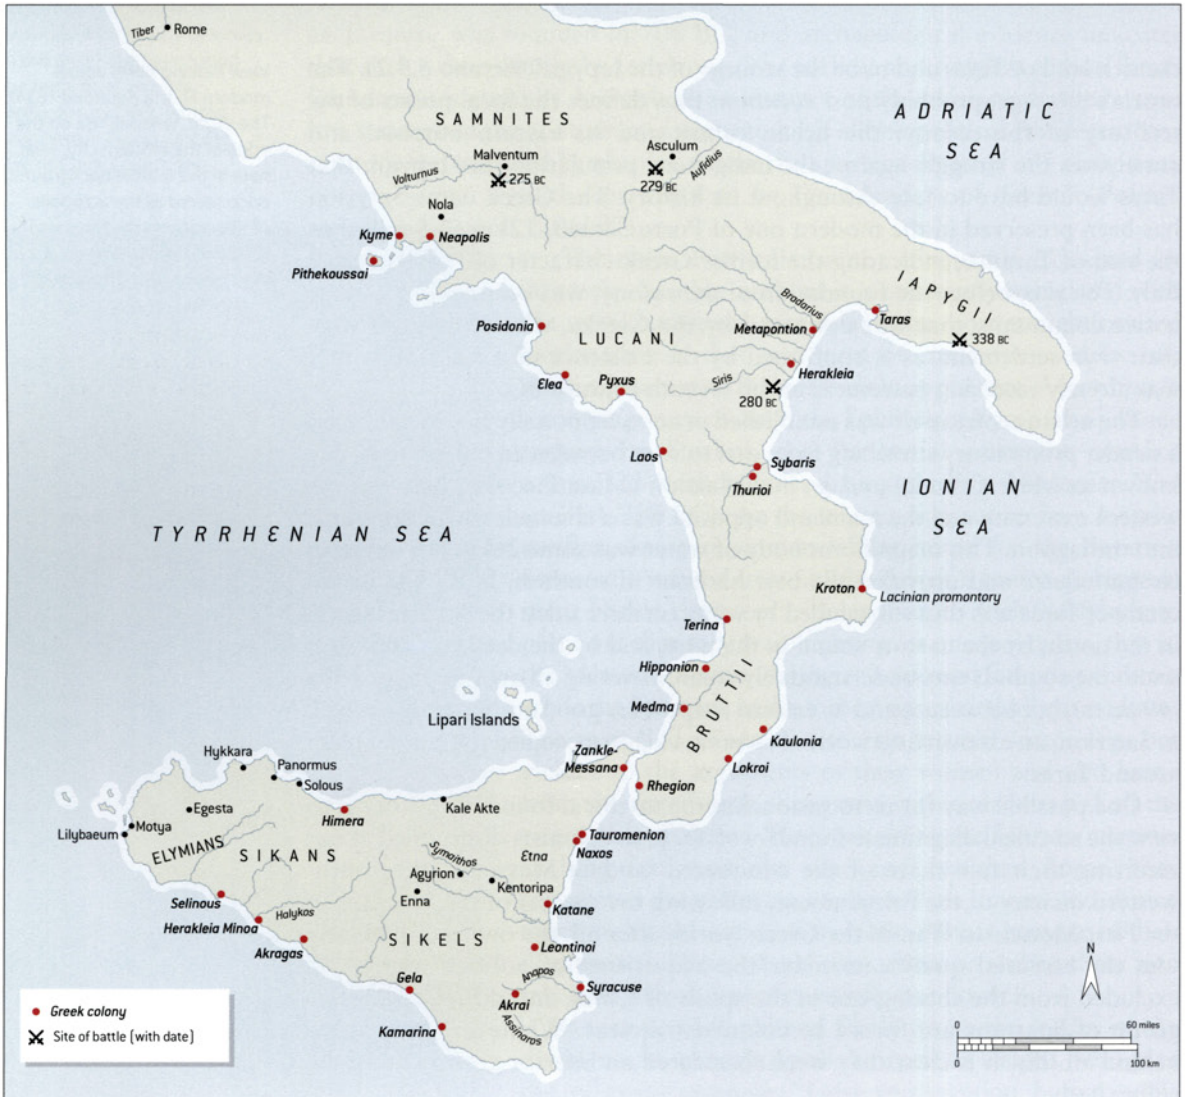 Tiber
Rome
SAMNITES
ADRIATIC
SEA
Malventum
275 BC
Volturnus
Asculum
279 BC
Aufidius
Nola
Kyme
Neapolis
Pithekoussai
IAPYGII
Bradanus
Taras
338 BC
Posidonia
LUCANI
Metapontion
Herakleia
Siris
280 BC
Elea
Pyxus
Laos
Sybaris
Thurioi
IONIAN
SEA
TYRRHENIAN SEA
Kroton
Lacinian promontory
Terina
Hipponion
Medma
BRUTTII
Lipari Islands
Kaulonia
Lokroi
Zankle-
Messana
Rhegion
Hykkara
Panormus
Solous
Kale Akte
Himera
Egesta
Motya
Lilybaeum
ELYMIANS
SIKANS
Tauromenion
Naxos
Etna
Symaithos
Agyrion
Kentoripa
Enna
Katane
Selinous
Halykos
Herakleia Minoa
Akragas
SIKELS
Leontinoi
Gela
Anapos
Syracuse
Akrai
Assinaros
Kamarina
Greek colony
Site of battle (with date)
N
0 60 miles
0 100 km